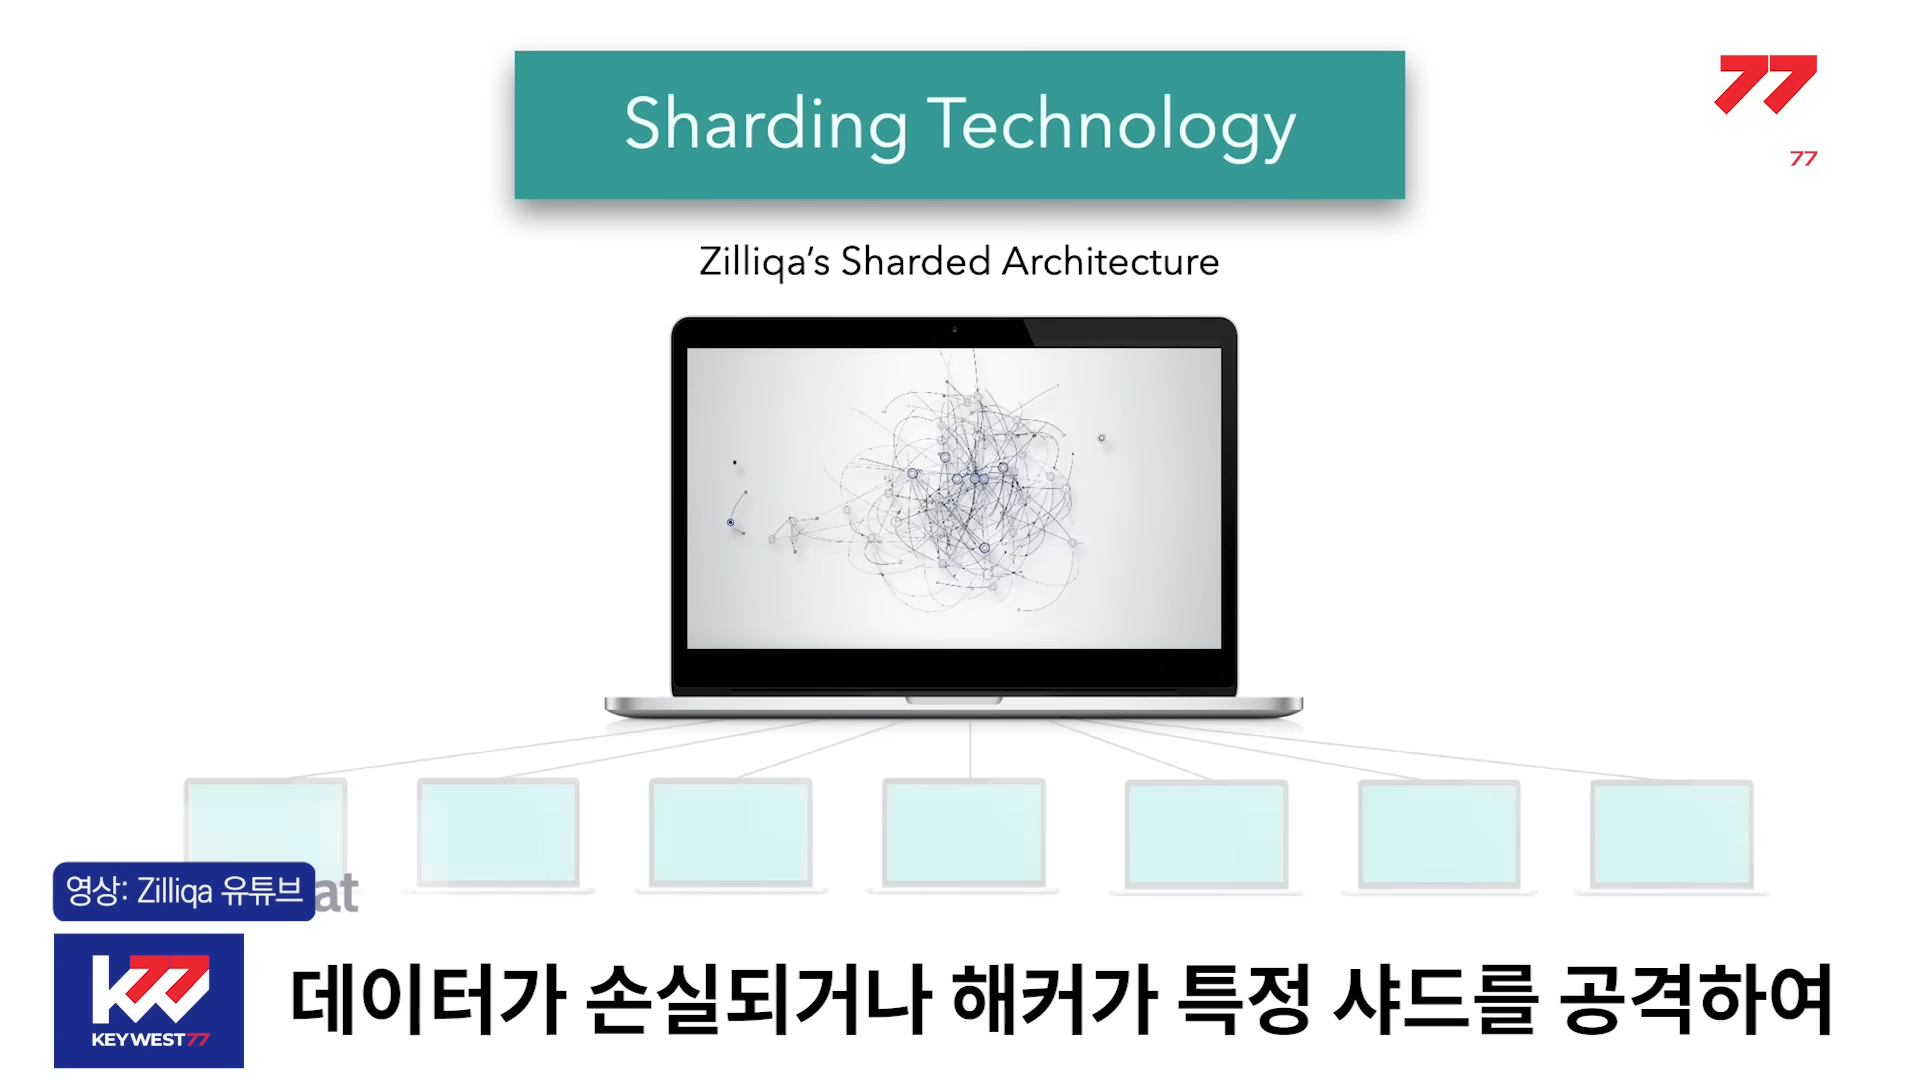 Sharding Technology
77
77
Zilliqa's Sharded Architecture
영상: Zilliqa 유튜브
at
K77
KEYWEST77
데이터가 손실되거나 해커가 특정 샤드를 공격하여